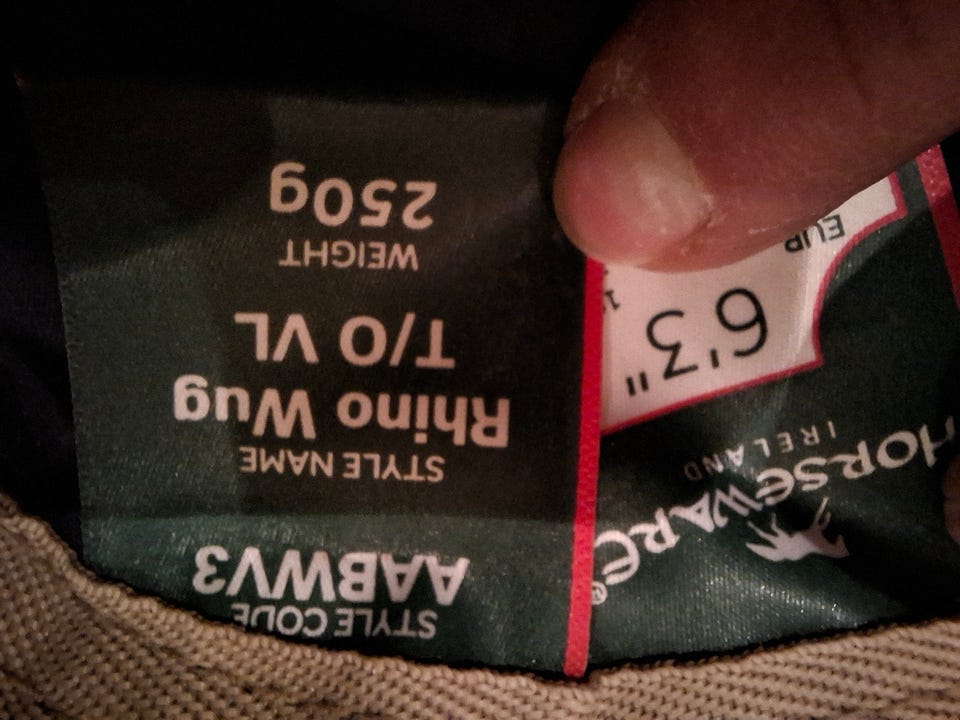 STYLE CODE
AABWV3
STYLE NAME
Rhino Wug
T/O VL
WEIGHT
250g
HORSEWARE®
IRELAND
6'3"
EUR